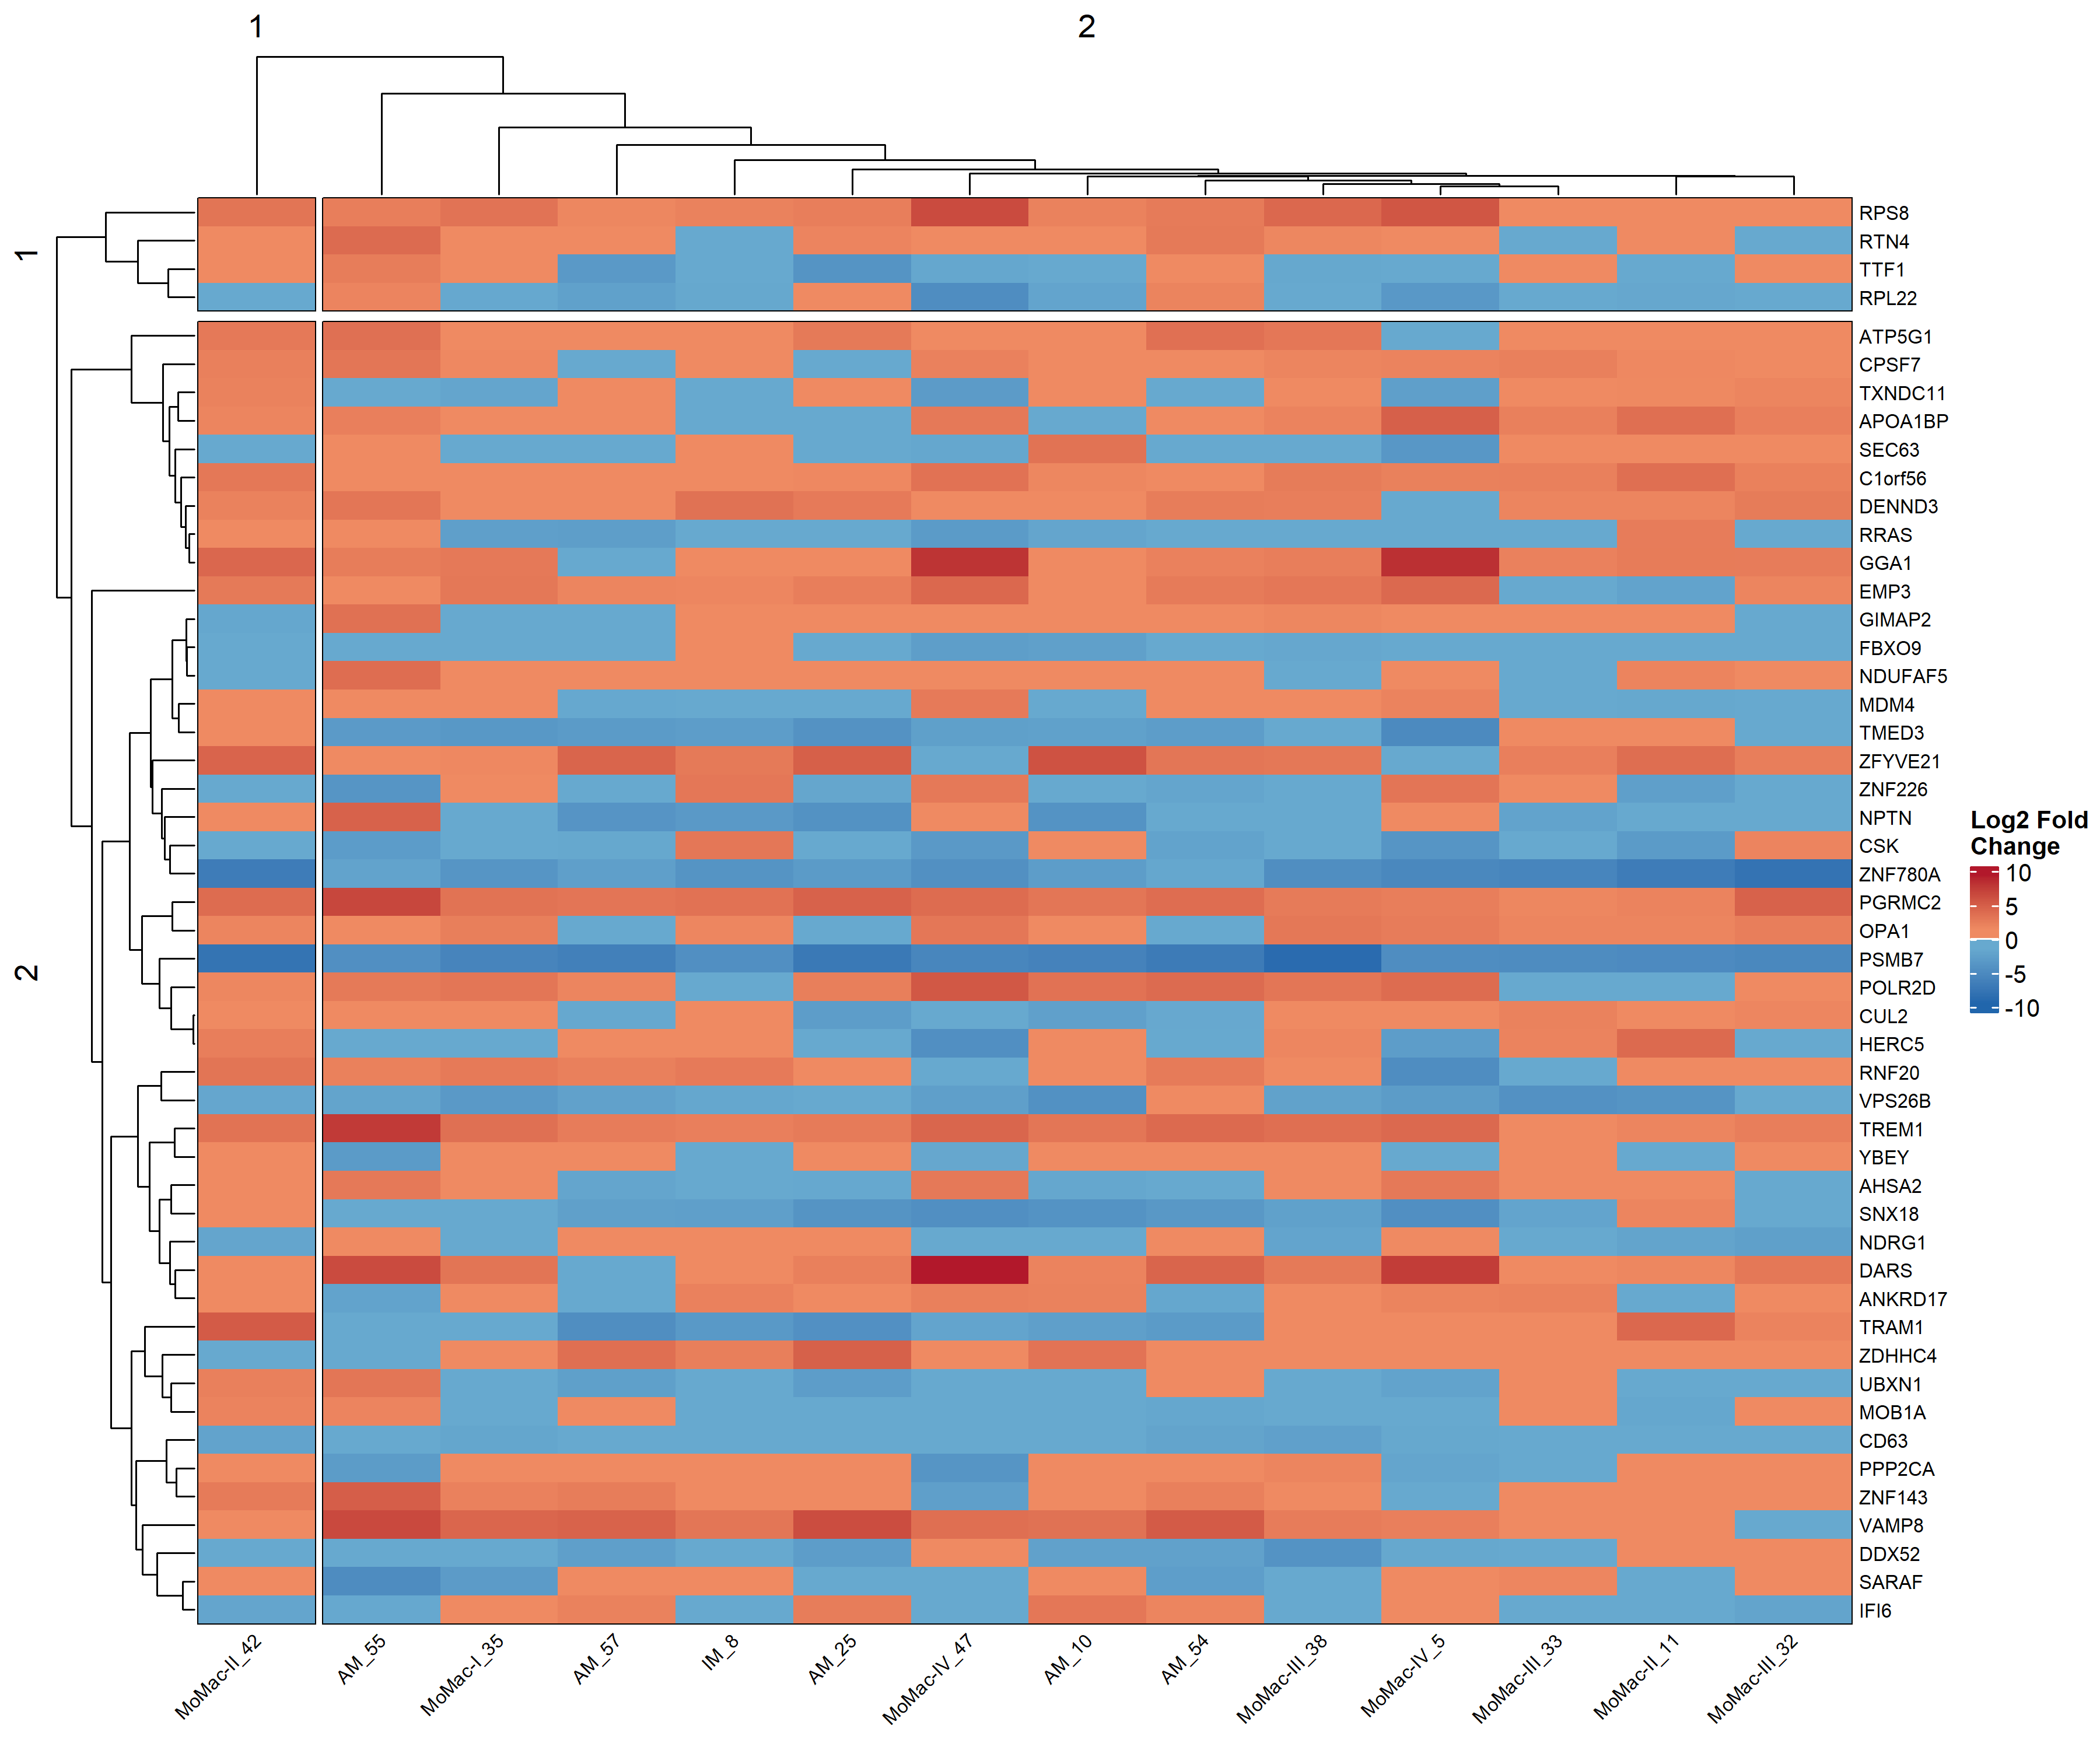 1
2
1
2
RPS8
RTN4
TTF1
RPL22
ATP5G1
CPSF7
TXNDC11
APOA1BP
SEC63
C1orf56
DENND3
RRAS
GGA1
EMP3
GIMAP2
FBXO9
NDUFAF5
MDM4
TMED3
ZFYVE21
ZNF226
NPTN
CSK
ZNF780A
PGRMC2
OPA1
PSMB7
POLR2D
CUL2
HERC5
RNF20
VPS26B
TREM1
YBEY
AHSA2
SNX18
NDRG1
DARS
ANKRD17
TRAM1
ZDHHC4
UBXN1
MOB1A
CD63
PPP2CA
ZNF143
VAMP8
DDX52
SARAF
IFI6
Log2 Fold
Change
10
5
0
-5
-10
MoMac-II_42
AM_55
MoMac-I_35
AM_57
IM_8
AM_25
MoMac-IV_47
AM_10
AM_54
MoMac-III_38
MoMac-IV_5
MoMac-III_33
MoMac-II_11
MoMac-III_32